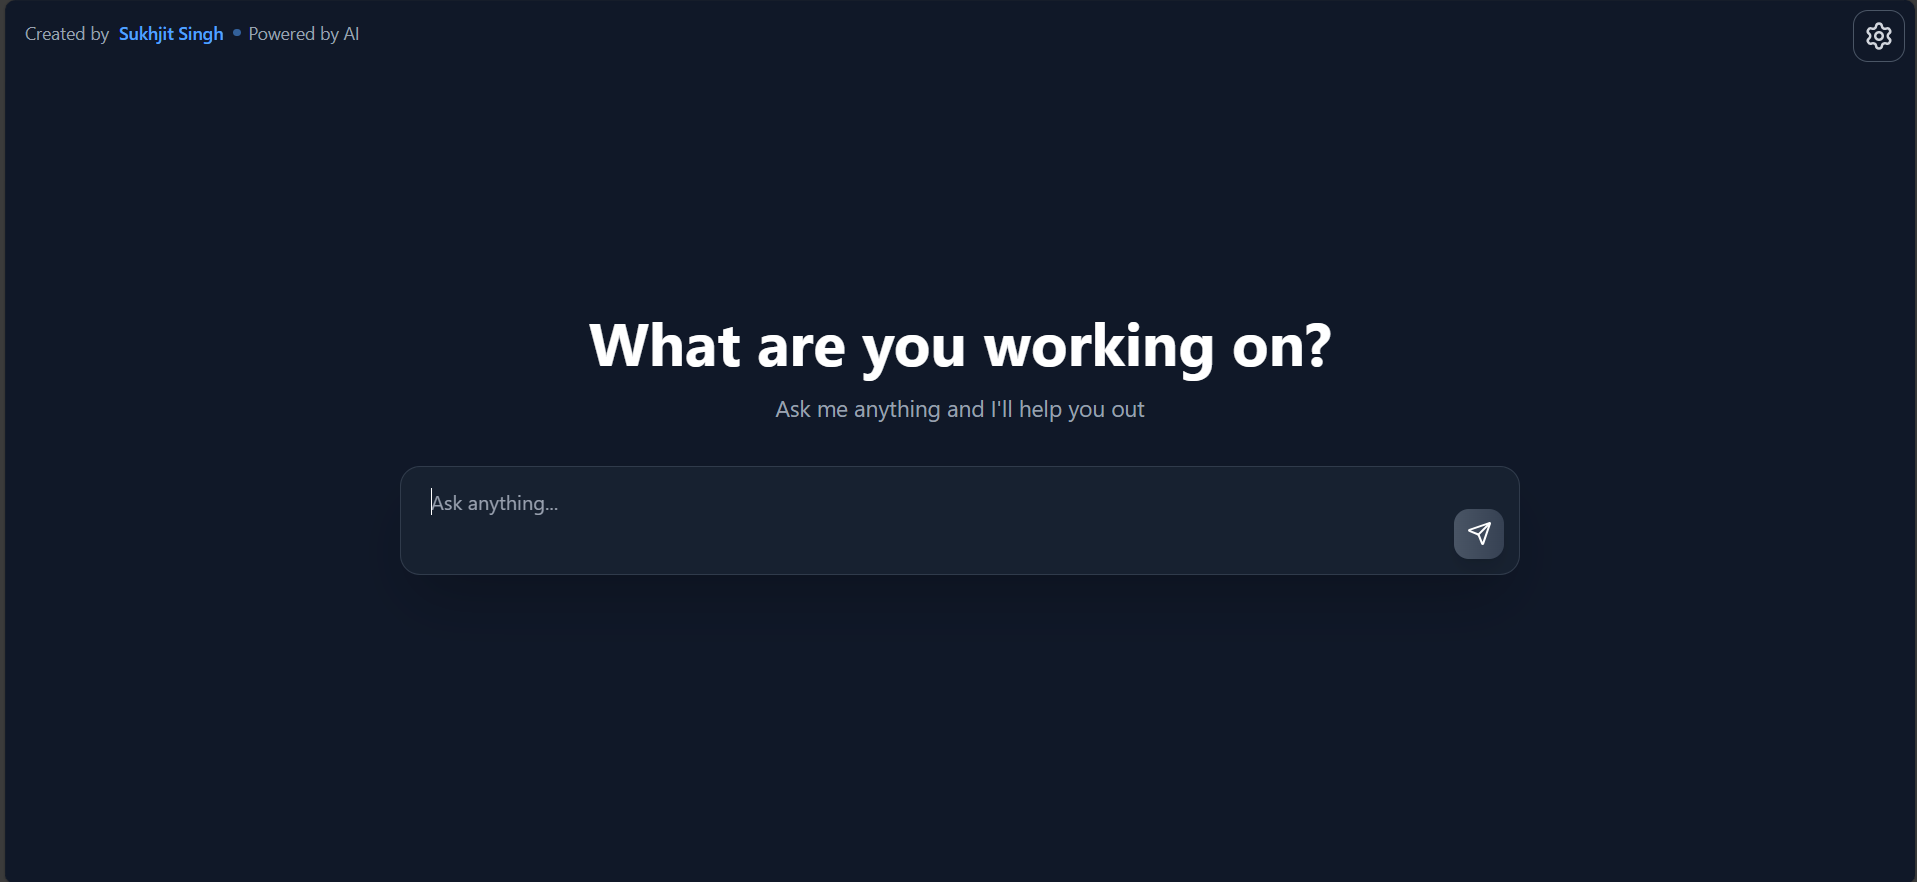 Created by Sukhjit Singh • Powered by AI
What are you working on?
Ask me anything and I'll help you out
Ask anything...